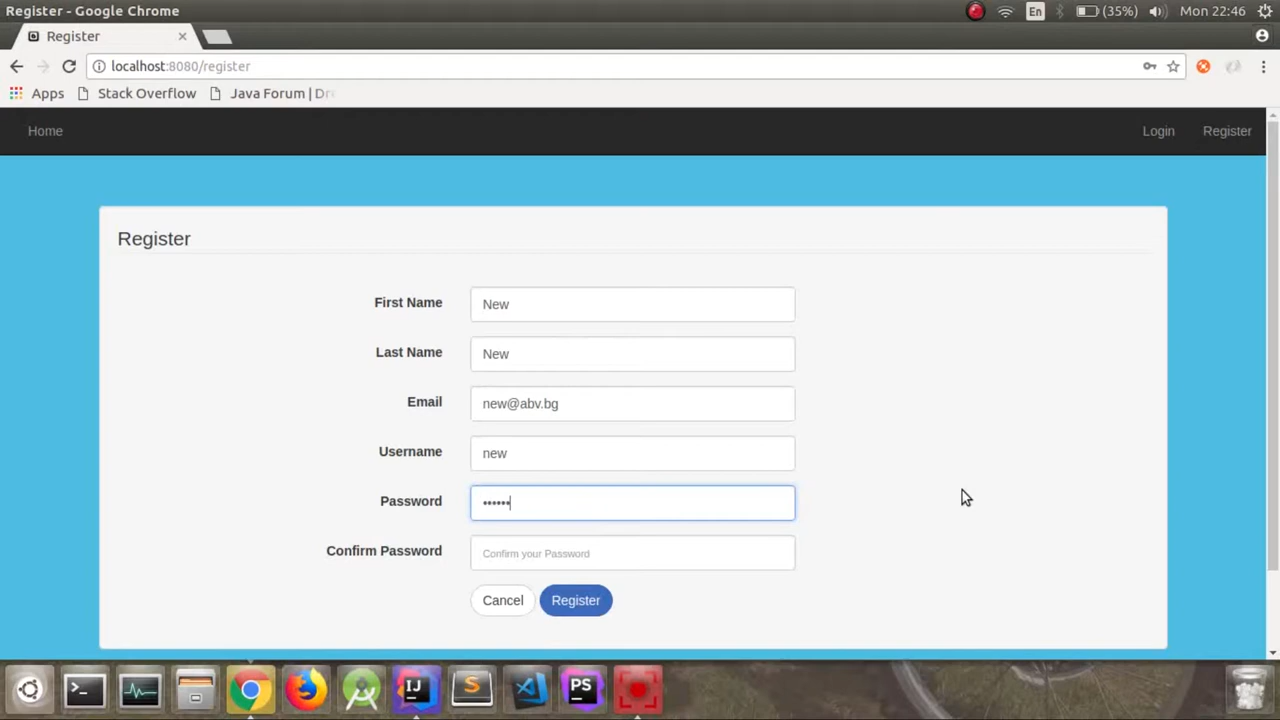 Register - Google Chrome
En (35%) Mon 22:46
Register
localhost:8080/register
Apps Stack Overflow Java Forum | Dr
Home Login Register
Register
First Name New
Last Name New
Email new@abv.bg
Username new
Password ••••••
Confirm Password Confirm your Password
Cancel Register
IJ S PS